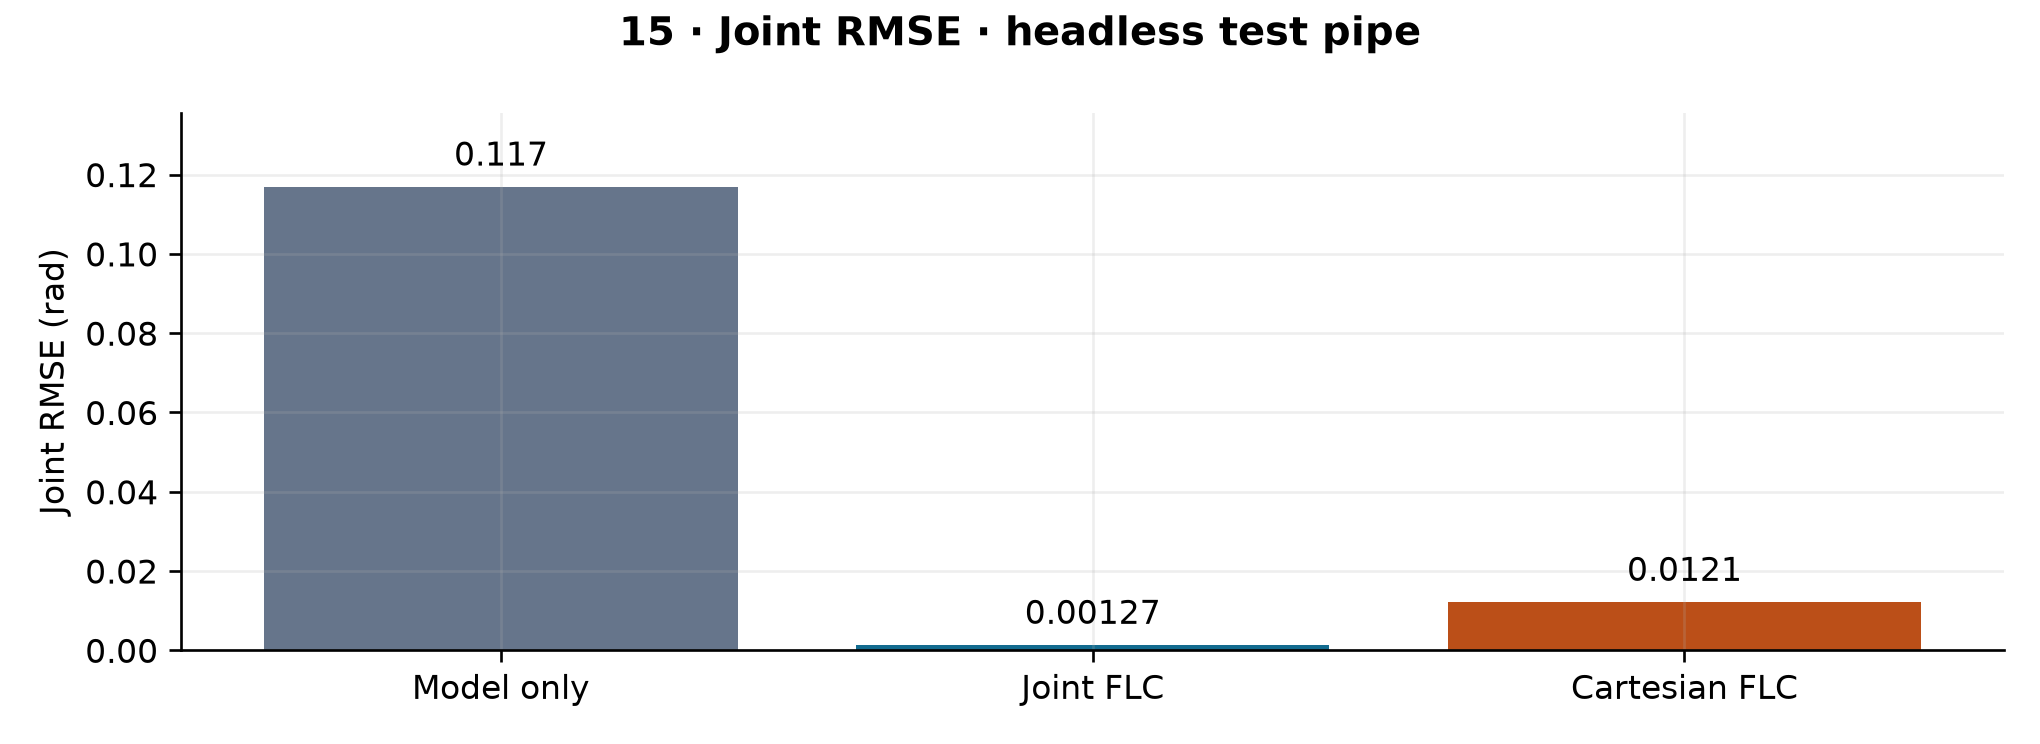 15 · Joint RMSE · headless test pipe
Joint RMSE (rad)
0.12
0.10
0.08
0.06
0.04
0.02
0.00
0.117
0.00127
0.0121
Model only
Joint FLC
Cartesian FLC